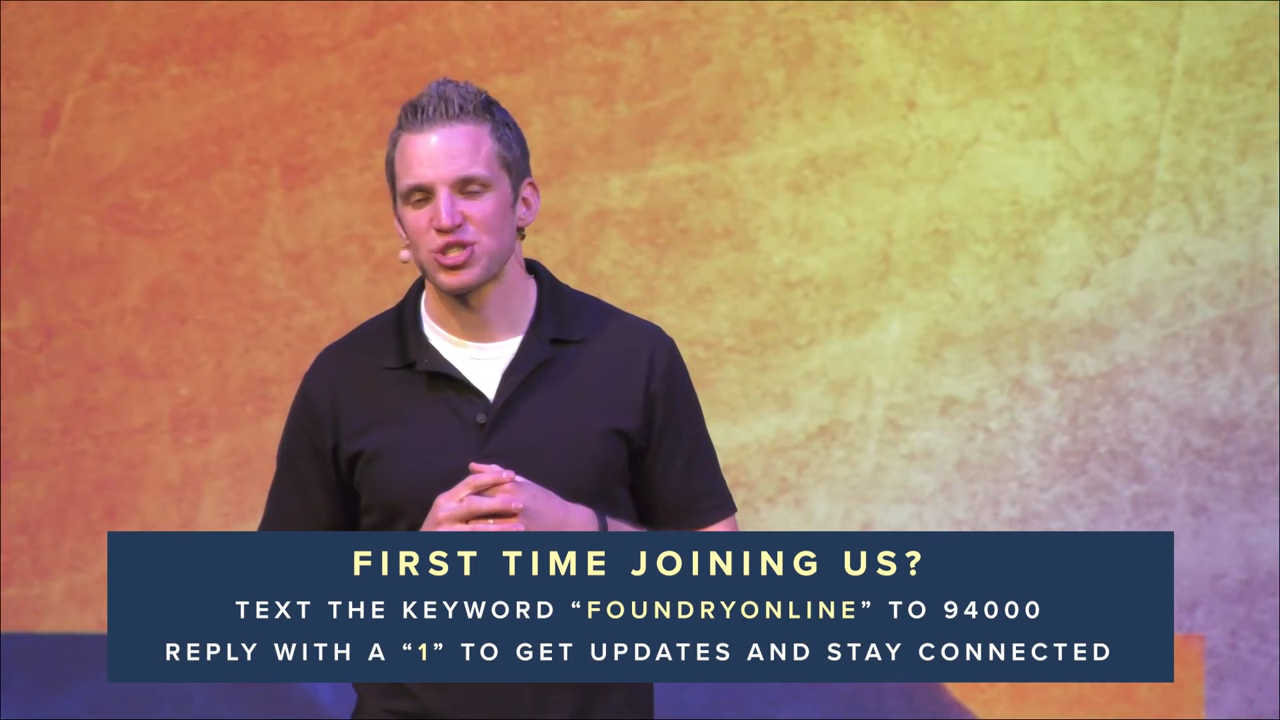 FIRST TIME JOINING US?
TEXT THE KEYWORD “FOUNDRYONLINE” TO 94000
REPLY WITH A “1” TO GET UPDATES AND STAY CONNECTED